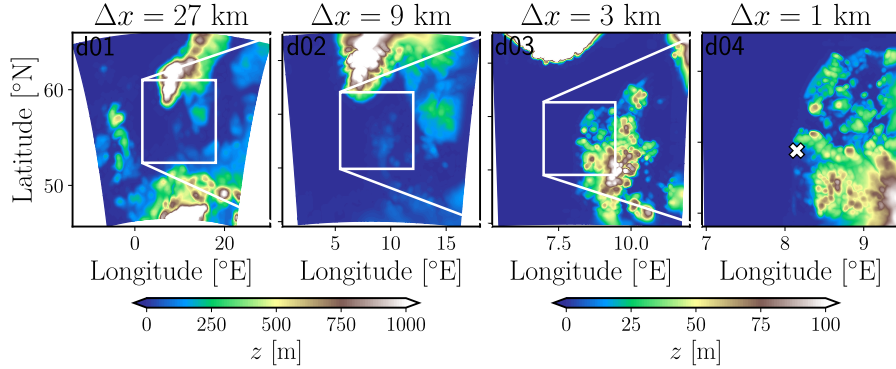 Δx = 27 km
Δx = 9 km
Δx = 3 km
Δx = 1 km
d01
d02
d03
d04
Latitude [°N]
60
50
0
20
5
10
15
7.5
10.0
7
8
9
Longitude [°E]
Longitude [°E]
Longitude [°E]
Longitude [°E]
0
250
500
750
1000
0
25
50
75
100
z [m]
z [m]